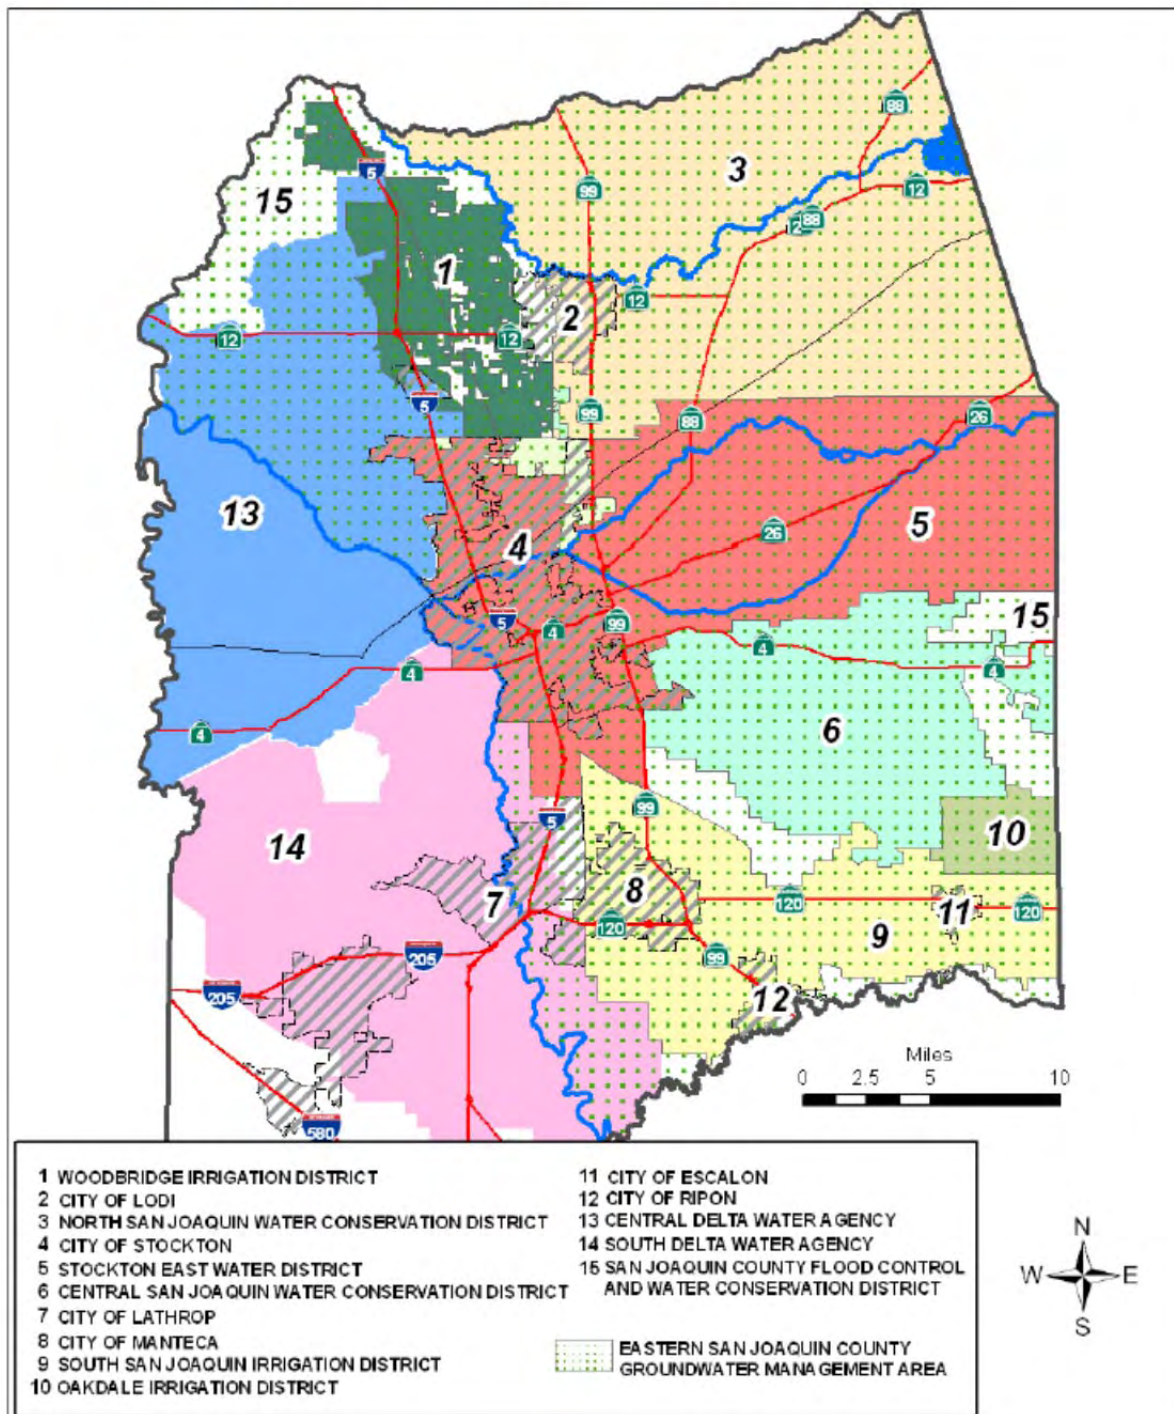 88
3
5
12
15
99
88
2
1
12
2
12
12
5
99
88
26
13
4
26
5
5
4
99
15
4
4
4
4
6
99
5
10
14
8
7
120
11
120
120
9
205
99
205
12
Miles
0 2.5 5 10
580
1 WOODBRIDGE IRRIGATION DISTRICT
2 CITY OF LODI
3 NORTH SAN JOAQUIN WATER CONSERVATION DISTRICT
4 CITY OF STOCKTON
5 STOCKTON EAST WATER DISTRICT
6 CENTRAL SAN JOAQUIN WATER CONSERVATION DISTRICT
7 CITY OF LATHROP
8 CITY OF MANTECA
9 SOUTH SAN JOAQUIN IRRIGATION DISTRICT
10 OAKDALE IRRIGATION DISTRICT
11 CITY OF ESCALON
12 CITY OF RIPON
13 CENTRAL DELTA WATER AGENCY
14 SOUTH DELTA WATER AGENCY
15 SAN JOAQUIN COUNTY FLOOD CONTROL
AND WATER CONSERVATION DISTRICT
EASTERN SAN JOAQUIN COUNTY
GROUNDWATER MANAGEMENT AREA
N
W E
S